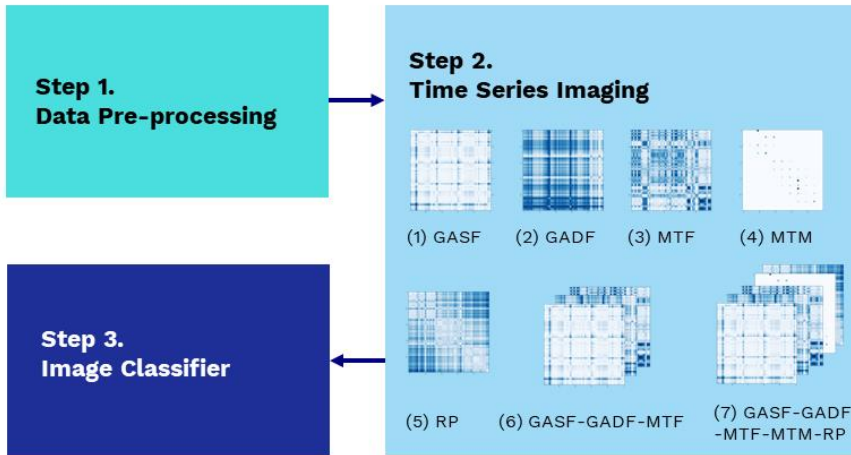 Step 1.
Data Pre-processing
Step 2.
Time Series Imaging
(1) GASF
(2) GADF
(3) MTF
(4) MTM
(5) RP
(6) GASF-GADF-MTF
(7) GASF-GADF
-MTF-MTM-RP
Step 3.
Image Classifier